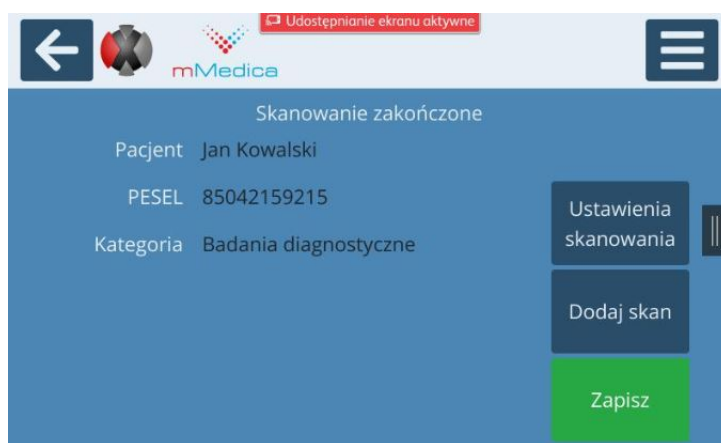 Udostępnianie ekranu aktywne
mMedica
Skanowanie zakończone
Pacjent Jan Kowalski
PESEL 85042159215
Kategoria Badania diagnostyczne
Ustawienia
skanowania
Dodaj skan
Zapisz